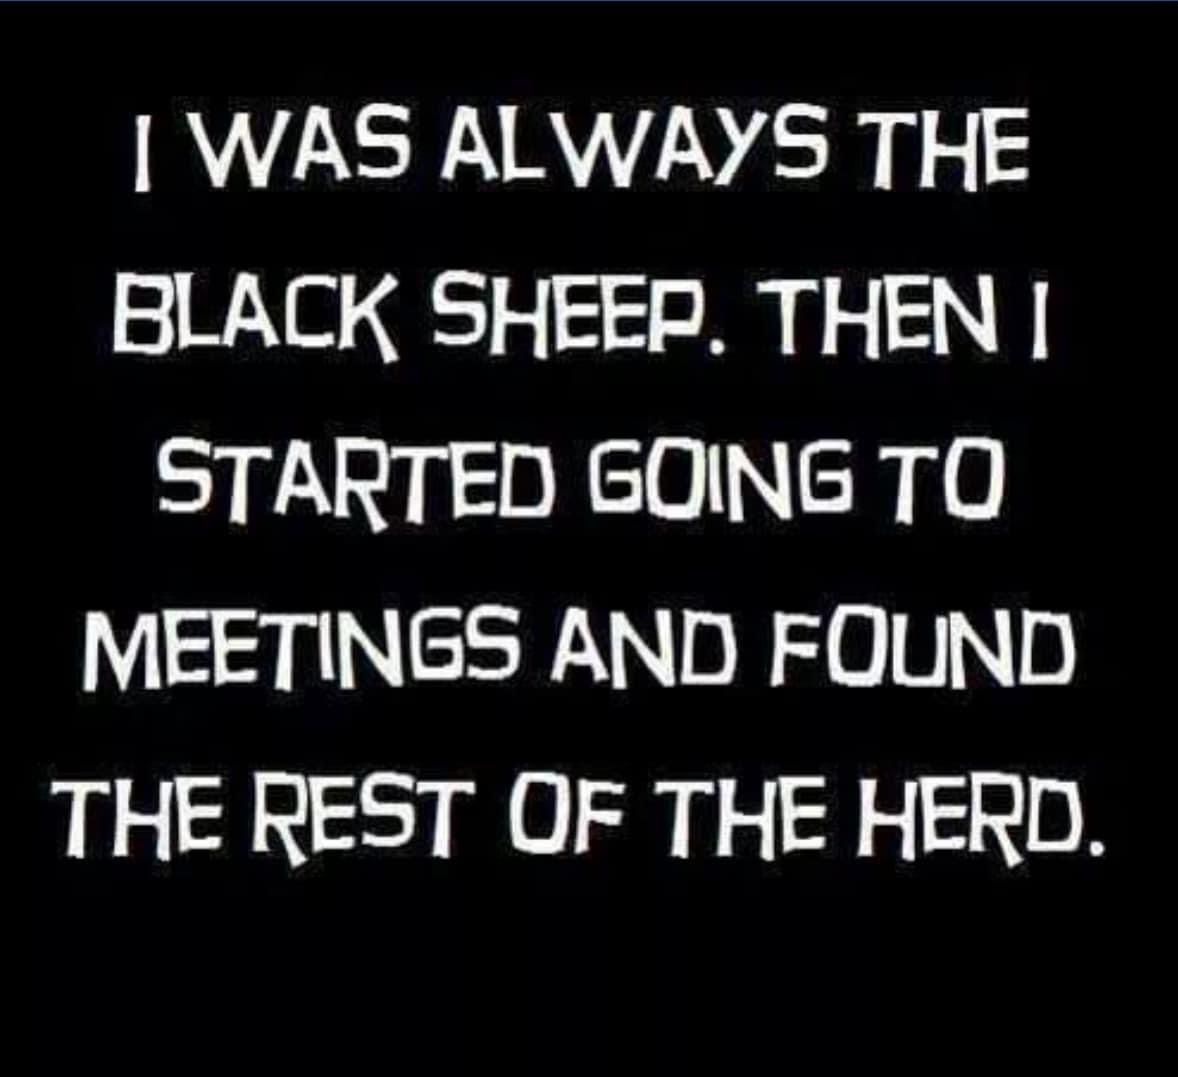 I WAS ALWAYS THE
BLACK SHEEP. THEN I
STARTED GOING TO
MEETINGS AND FOUND
THE REST OF THE HERD.